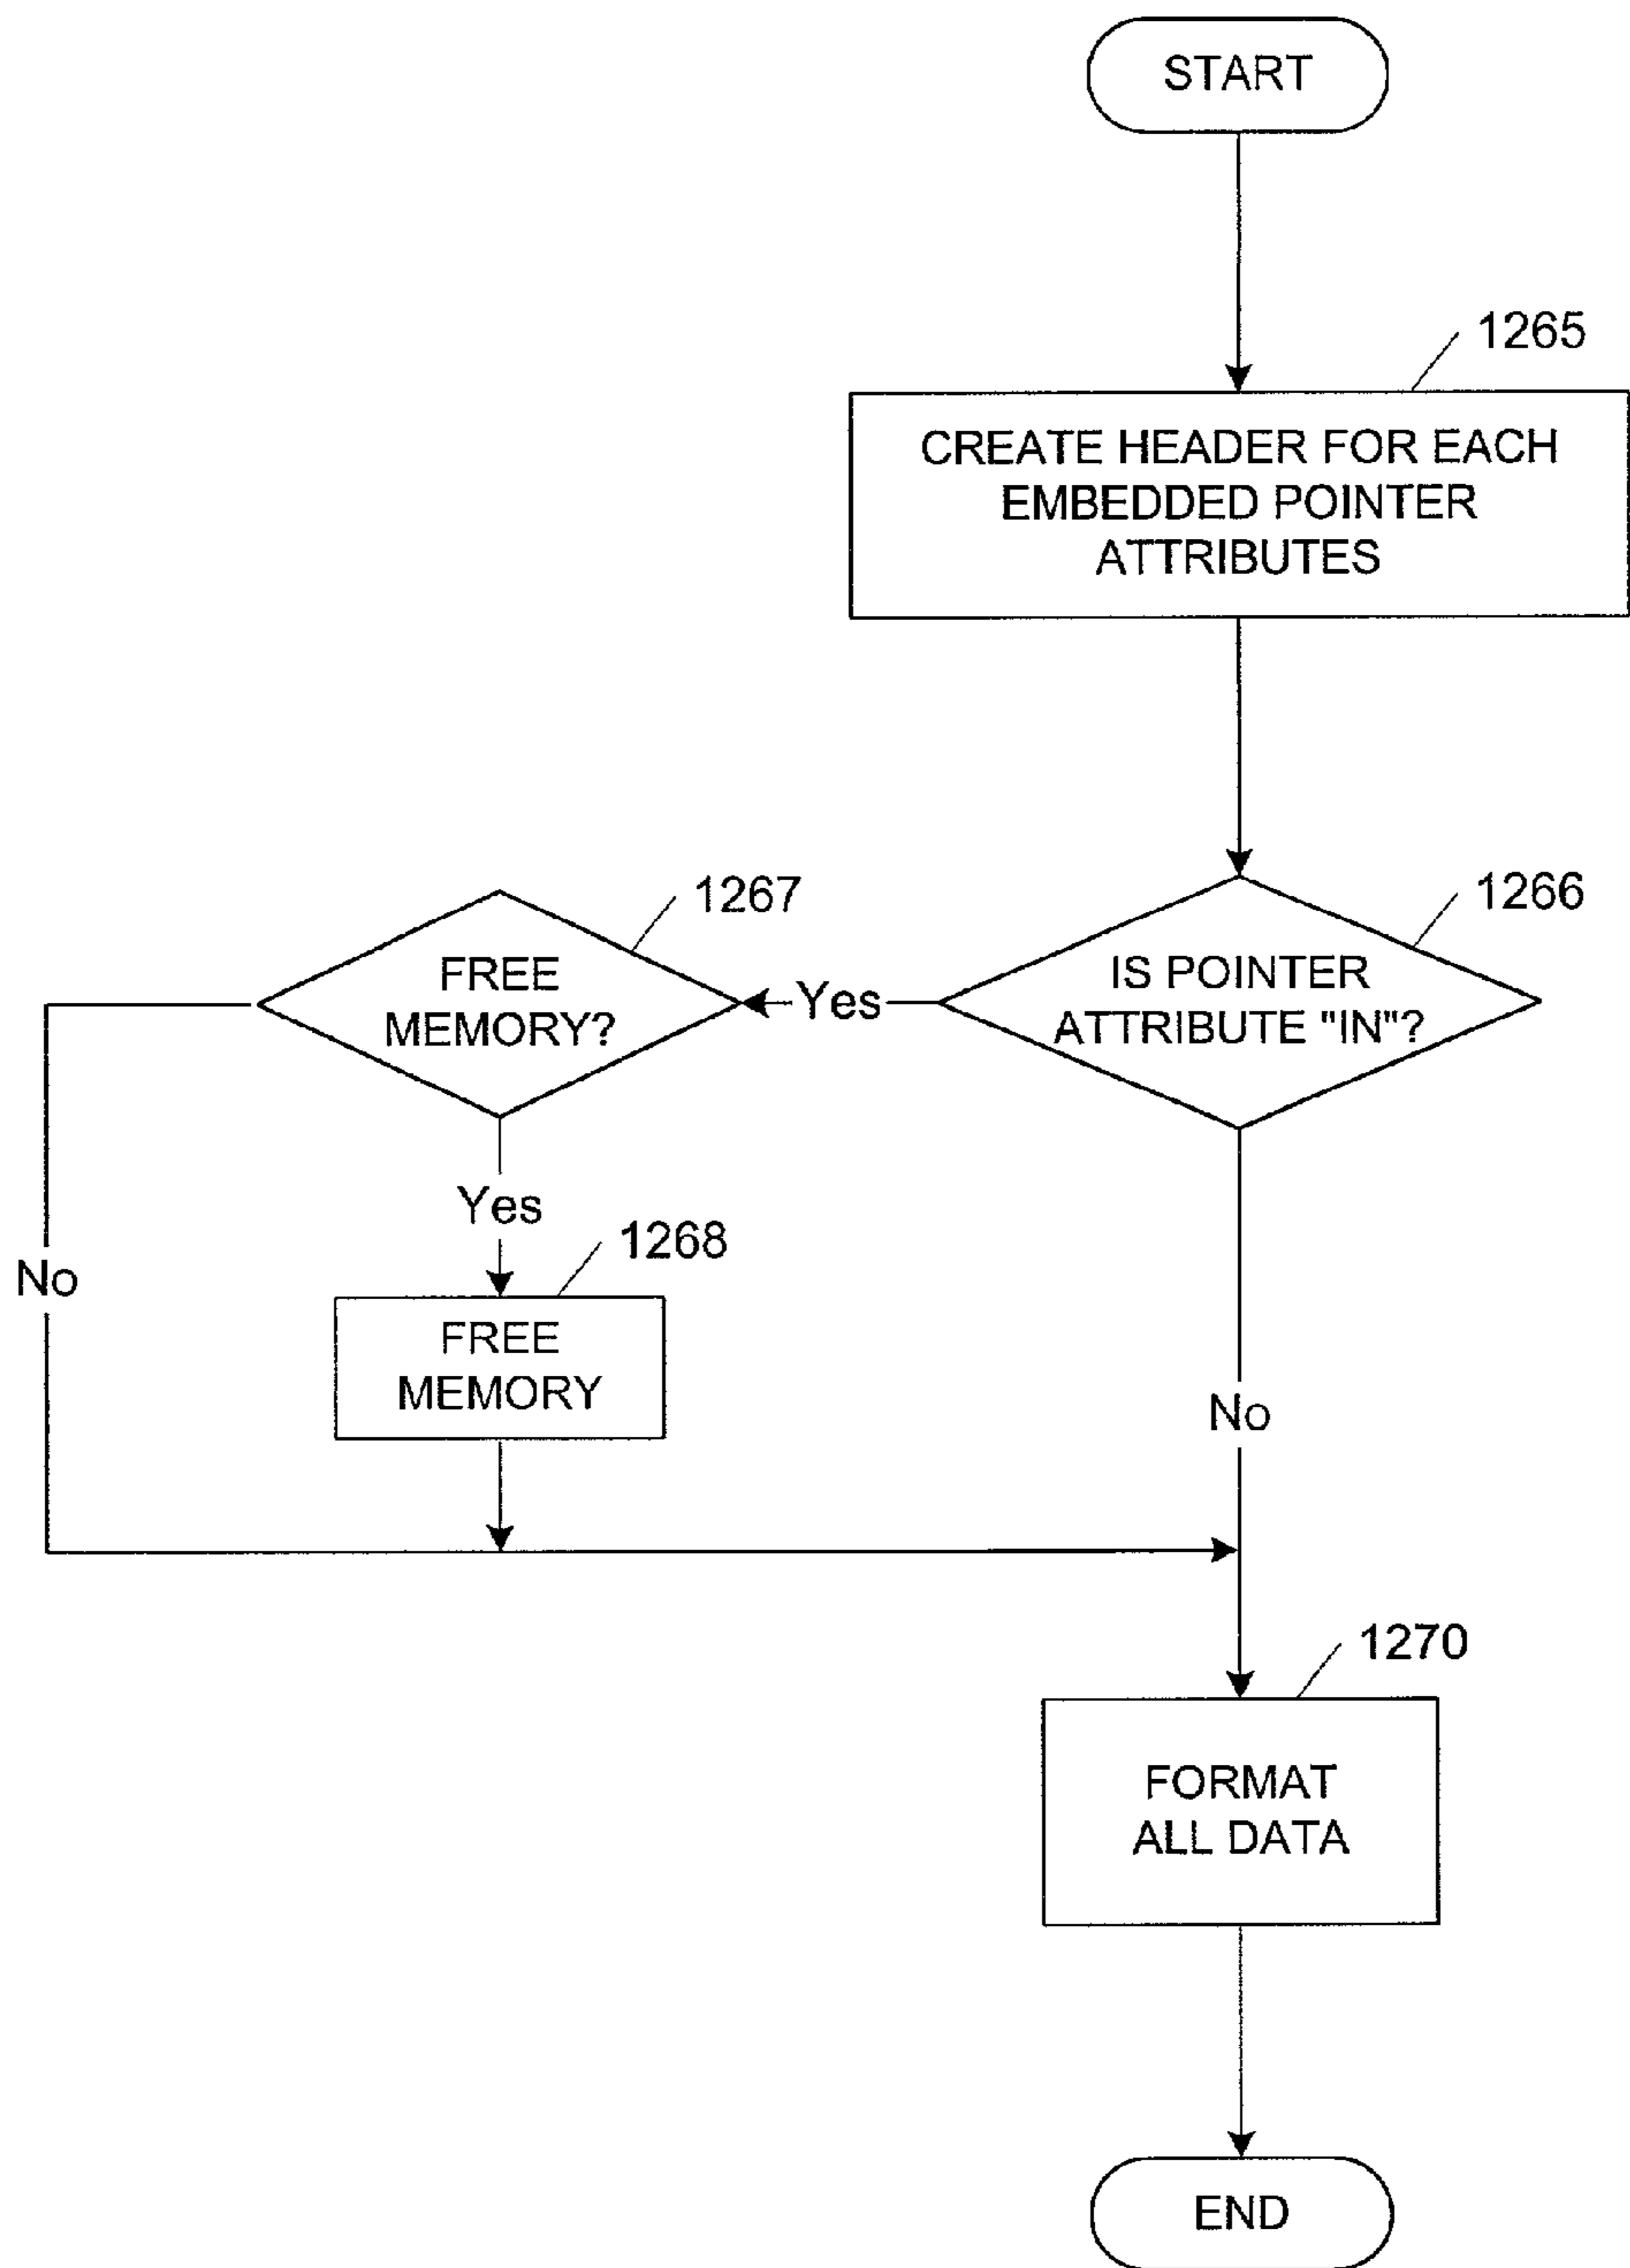 START
1265
CREATE HEADER FOR EACH
EMBEDDED POINTER
ATTRIBUTES
1267
1266
FREE
MEMORY?
Yes
IS POINTER
ATTRIBUTE "IN"?
Yes
1268
No
FREE
MEMORY
No
1270
FORMAT
ALL DATA
END